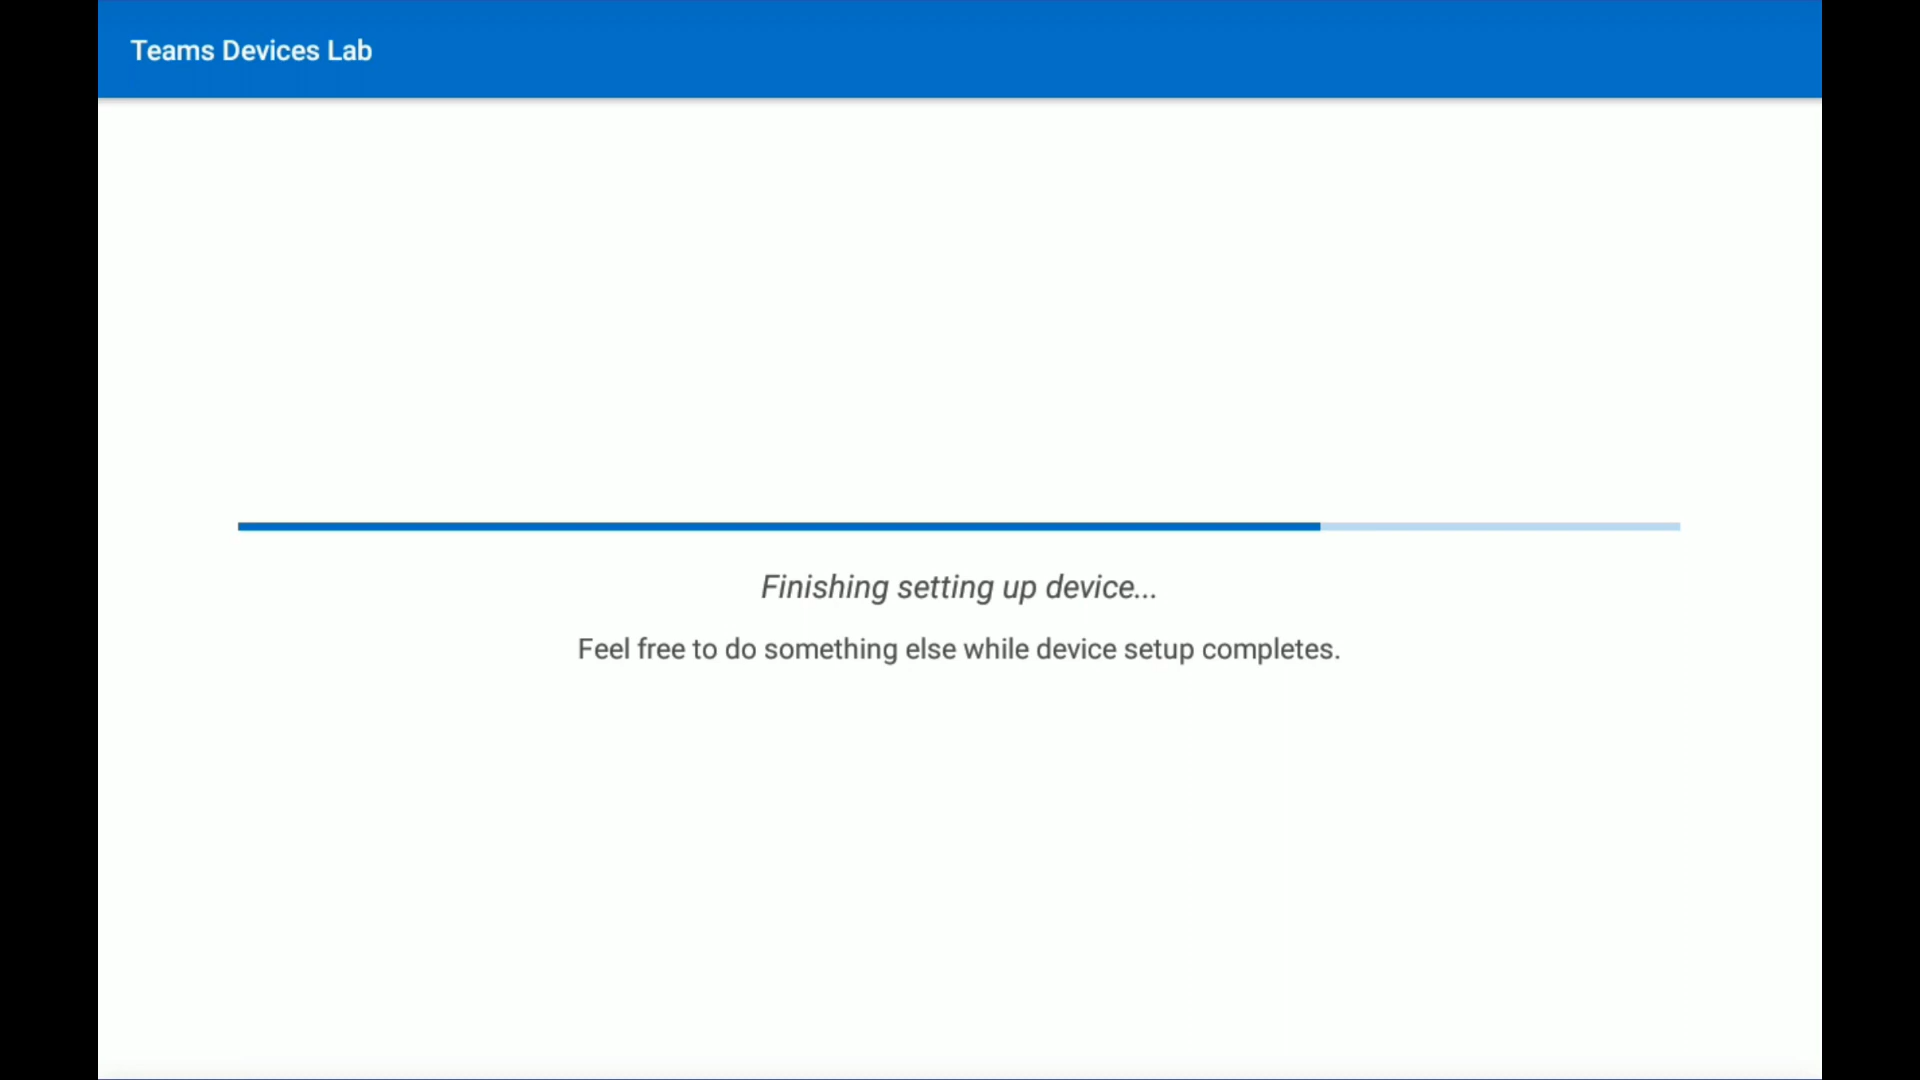 Teams Devices Lab
Finishing setting up device...
Feel free to do something else while device setup completes.